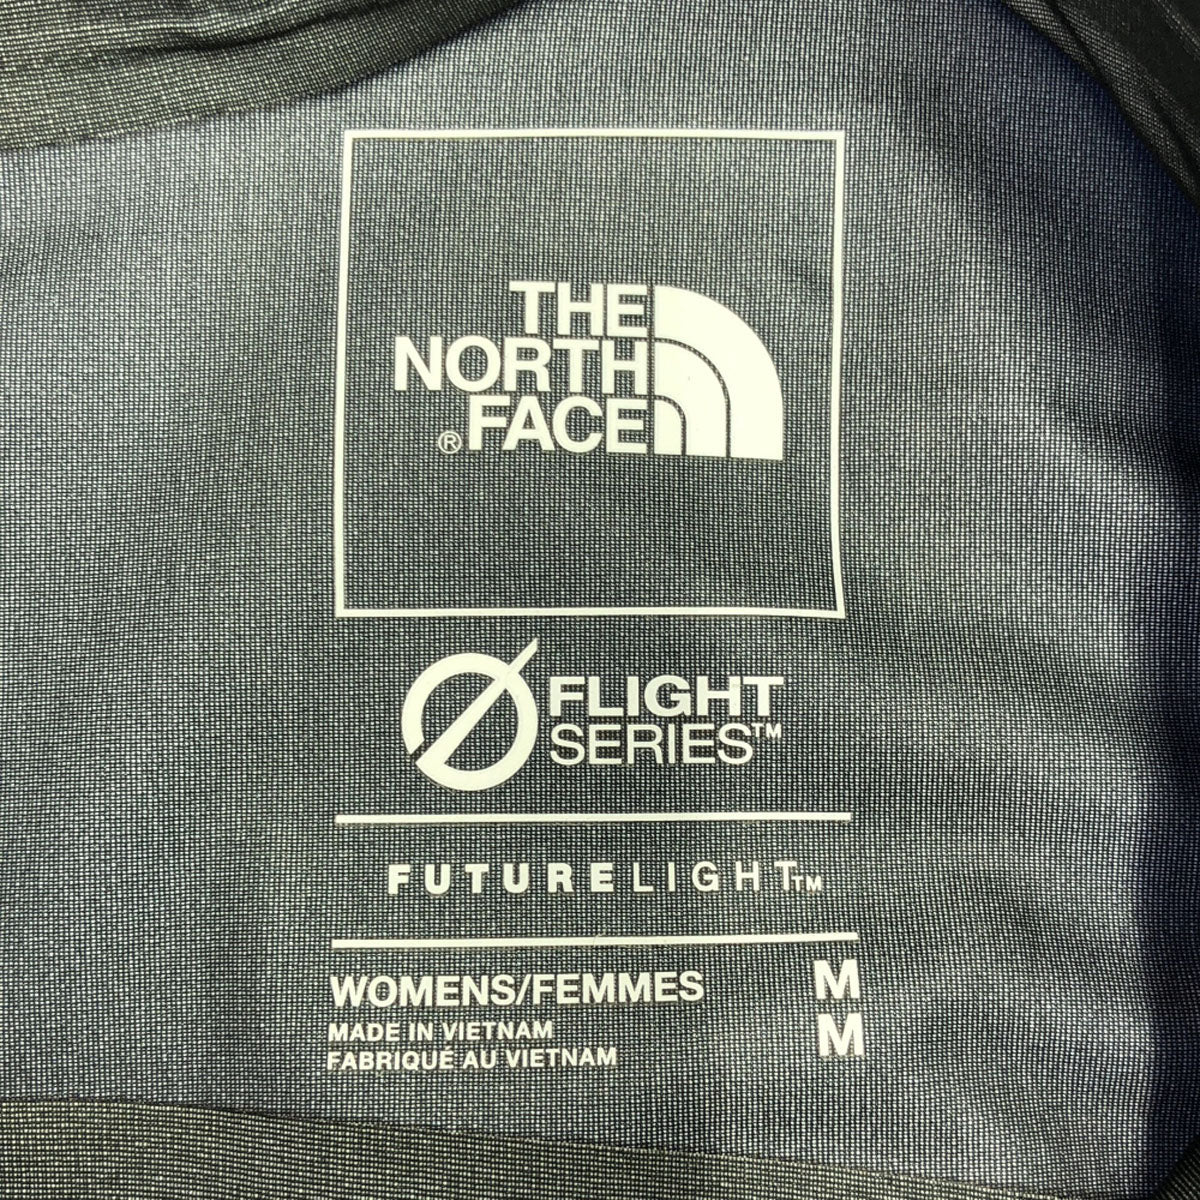 THE
NORTH
® FACE
FLIGHT
SERIES™
FUTURELIGHT™
WOMENS/FEMMES M
MADE IN VIETNAM M
FABRIQUÉ AU VIETNAM